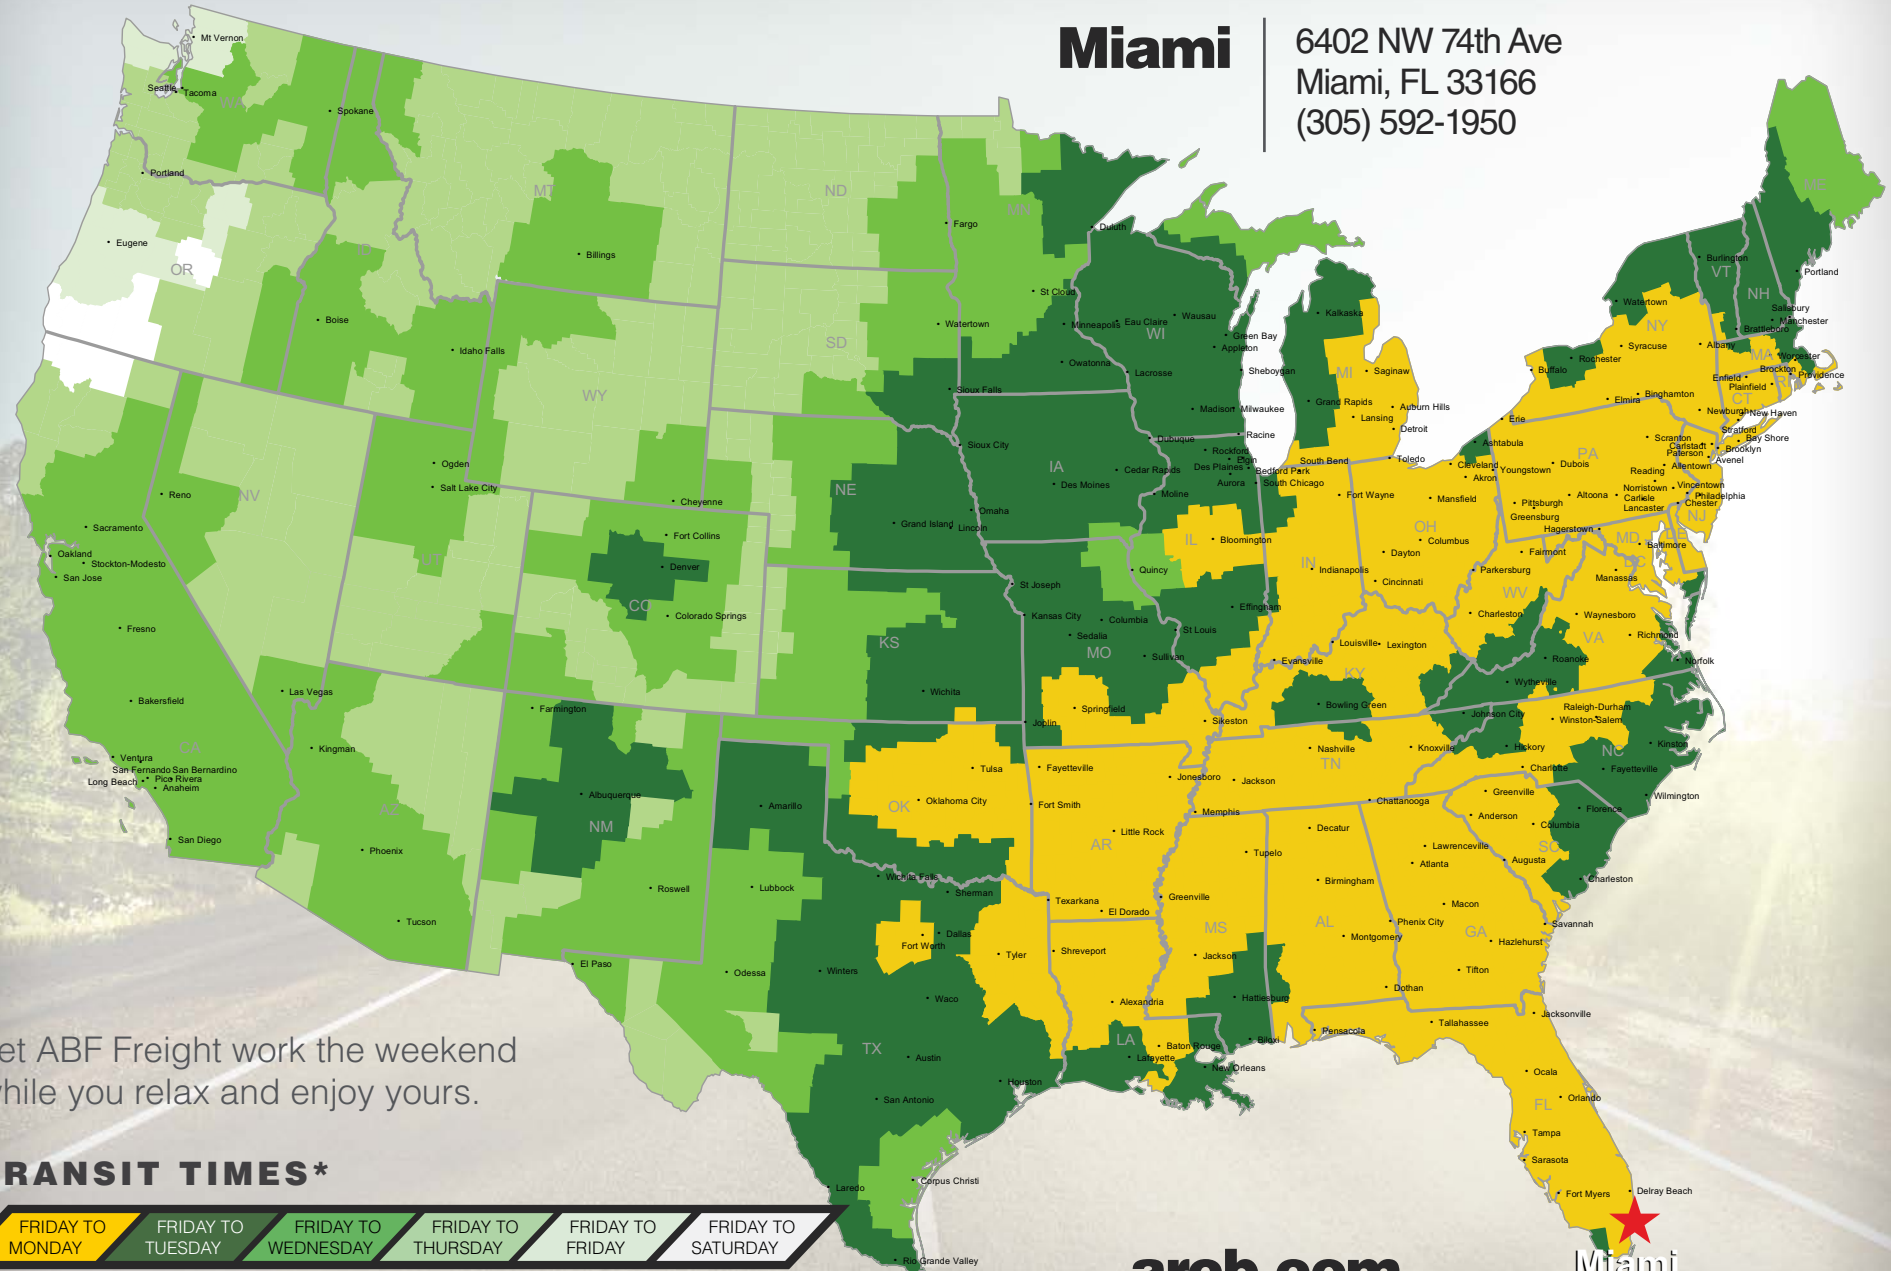 Miami
6402 NW 74th Ave
Miami, FL 33166
(305) 592-1950
Mt Vernon
Seattle
Tacoma
WA
Spokane
Portland
Eugene
OR
ID
Boise
Idaho Falls
MT
Billings
ND
Fargo
MN
Duluth
St Cloud
Watertown
Minneapolis
Eau Claire
Wausau
WI
Green Bay
Appleton
Owatonna
Lacrosse
Sheboygan
SD
Sioux Falls
Madison
Milwaukee
Racine
WY
Kalkaska
MI
Saginaw
Grand Rapids
Auburn Hills
Lansing
Detroit
ME
Burlington
VT
Portland
NH
Salisbury
Manchester
Brattleboro
Watertown
NY
Syracuse
Albany
MA
Worcester
Rochester
Buffalo
Brockton
Providence
Enfield
Plainfield
RI
CT
Binghamton
Elmira
Newburgh
New Haven
Stratford
Bay Shore
Erie
Scranton
Carlstadt
Brooklyn
Paterson
Avenel
Ashtabula
PA
Cleveland
Youngstown
Dubois
Reading
Allentown
Akron
Norristown
Vincentown
Altoona
Carlisle
Philadelphia
Lancaster
Chester
Pittsburgh
Greensburg
NJ
Hagerstown
MD
DE
Baltimore
DC
Manassas
Fairmont
Parkersburg
WV
Charleston
Waynesboro
VA
Richmond
Roanoke
Norfolk
Wytheville
Toledo
South Bend
Fort Wayne
Mansfield
OH
Columbus
Dayton
Cincinnati
IN
Indianapolis
Dubuque
Rockford
Elgin
Des Plaines
Bedford Park
Aurora
South Chicago
Sioux City
IA
Cedar Rapids
Des Moines
Moline
IL
Bloomington
Quincy
Effingham
NE
Omaha
Grand Island
Lincoln
St Joseph
Kansas City
Columbia
Sedalia
MO
St Louis
Sullivan
KS
Wichita
Springfield
Joplin
Sikeston
Evansville
Louisville
Lexington
KY
Bowling Green
Ogden
Salt Lake City
UT
NV
Reno
Sacramento
Oakland
Stockton-Modesto
San Jose
Fresno
Bakersfield
CA
Ventura
San Fernando
San Bernardino
Long Beach
Pico Rivera
Anaheim
San Diego
Las Vegas
Kingman
AZ
Phoenix
Tucson
Cheyenne
Fort Collins
Denver
CO
Colorado Springs
Farmington
Albuquerque
NM
Roswell
El Paso
Amarillo
Lubbock
Odessa
Winters
Wichita Falls
Sherman
Dallas
Fort Worth
Tyler
Waco
TX
Austin
Houston
San Antonio
Laredo
Corpus Christi
Rio Grande Valley
OK
Tulsa
Oklahoma City
Fayetteville
Fort Smith
Little Rock
AR
Jonesboro
Texarkana
El Dorado
Shreveport
Alexandria
LA
Baton Rouge
Lafayette
New Orleans
Nashville
TN
Jackson
Memphis
Knoxville
Chattanooga
Johnson City
Tupelo
Greenville
MS
Jackson
Hattiesburg
Biloxi
Decatur
Birmingham
AL
Montgomery
Phenix City
Dothan
Pensacola
Raleigh-Durham
Winston-Salem
Hickory
NC
Kinston
Charlotte
Fayetteville
Wilmington
Greenville
Anderson
Florence
Columbia
SC
Charleston
Lawrenceville
Atlanta
Augusta
Macon
GA
Savannah
Hazlehurst
Tifton
Tallahassee
Jacksonville
Ocala
FL
Orlando
Tampa
Sarasota
Fort Myers
Delray Beach
Miami
et ABF Freight work the weekend
while you relax and enjoy yours.
RANSIT TIMES*
FRIDAY TO
MONDAY
FRIDAY TO
TUESDAY
FRIDAY TO
WEDNESDAY
FRIDAY TO
THURSDAY
FRIDAY TO
FRIDAY
FRIDAY TO
SATURDAY
arcb.com